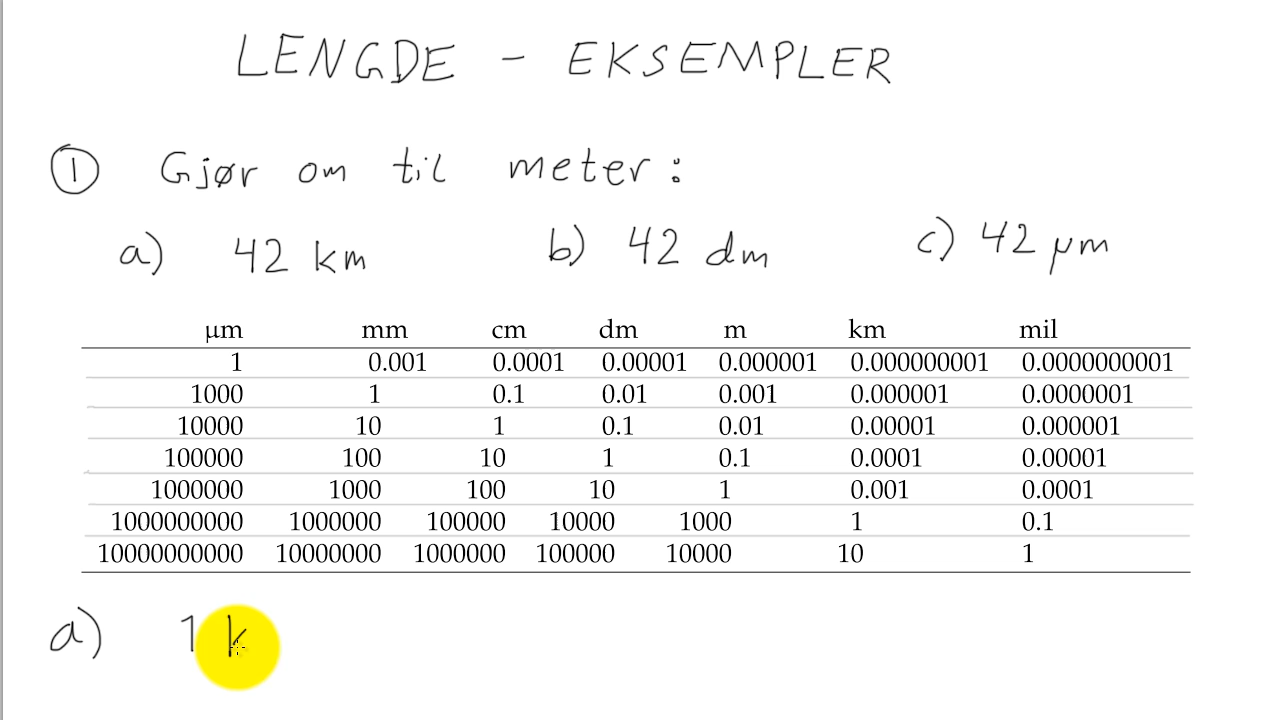 LENGDE - EKSEMPLER
① Gjør om til meter:
a) 42 km b) 42 dm c) 42 µm
µm mm cm dm m km mil
1 0.001 0.0001 0.00001 0.000001 0.000000001 0.0000000001
1000 1 0.1 0.01 0.001 0.000001 0.0000001
10000 10 1 0.1 0.01 0.00001 0.000001
100000 100 10 1 0.1 0.0001 0.00001
1000000 1000 100 10 1 0.001 0.0001
1000000000 1000000 100000 10000 1000 1 0.1
10000000000 10000000 1000000 100000 10000 10 1
a) 1 k